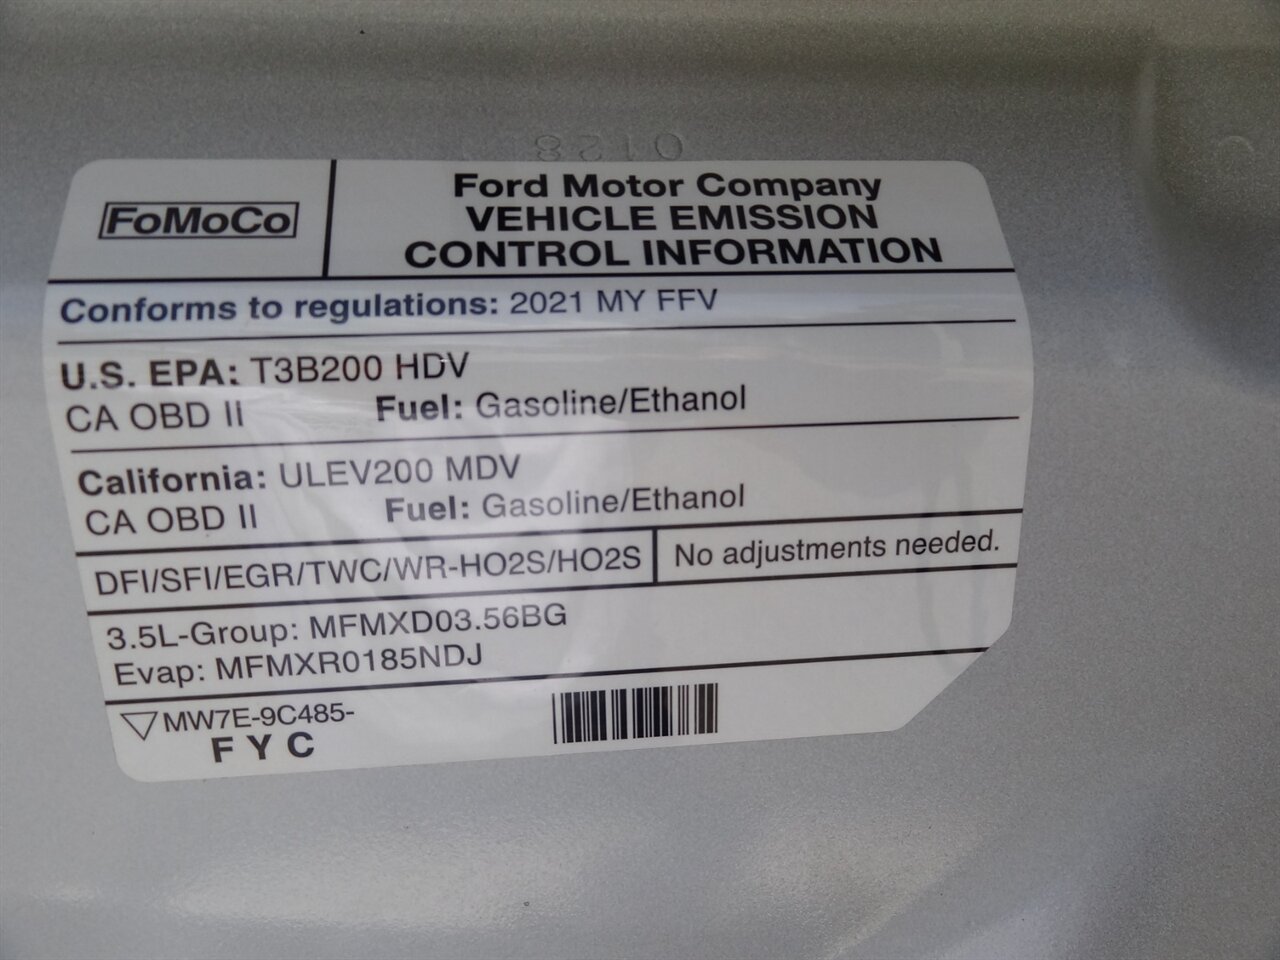 0128
FoMoCo
Ford Motor Company
VEHICLE EMISSION
CONTROL INFORMATION
Conforms to regulations: 2021 MY FFV
U.S. EPA: T3B200 HDV
CA OBD II Fuel: Gasoline/Ethanol
California: ULEV200 MDV
CA OBD II Fuel: Gasoline/Ethanol
DFI/SFI/EGR/TWC/WR-HO2S/HO2S No adjustments needed.
3.5L-Group: MFMXD03.56BG
Evap: MFMXR0185NDJ
MW7E-9C485-
F Y C